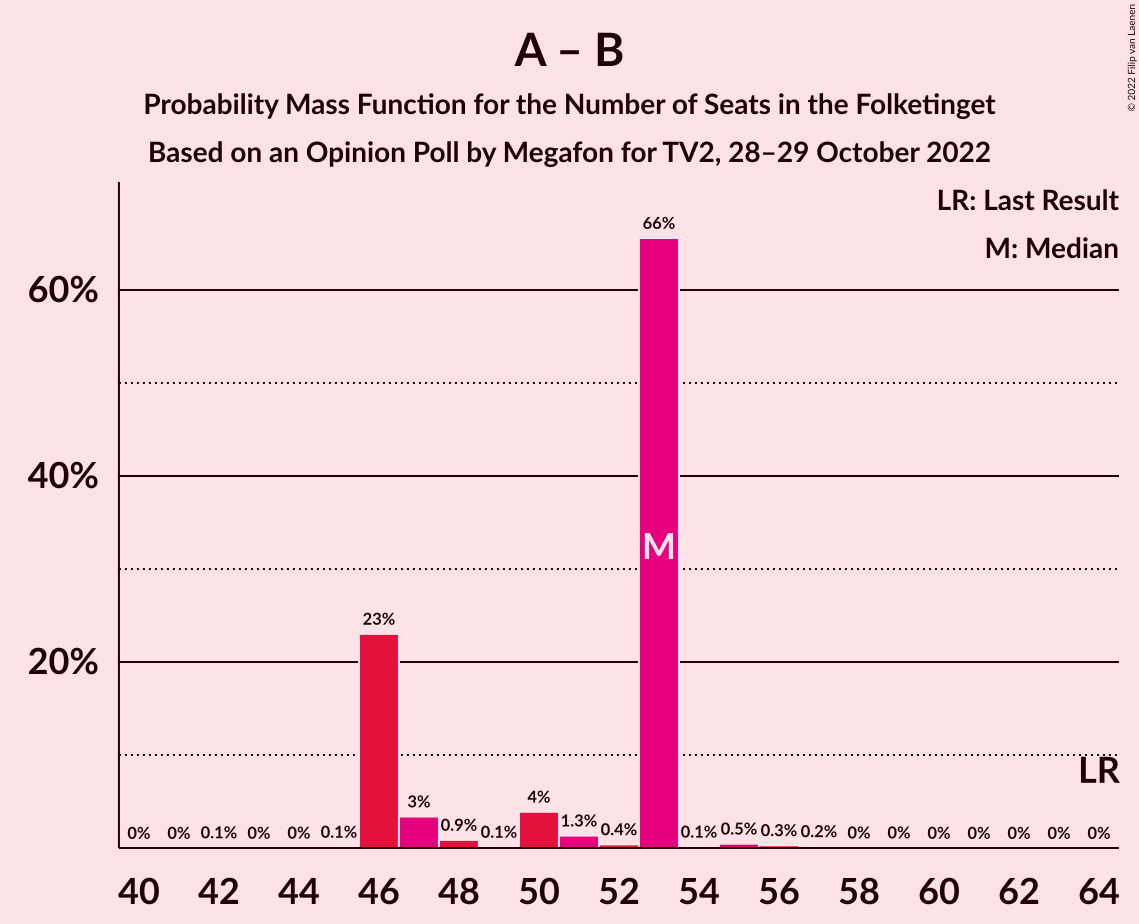 A – B
Probability Mass Function for the Number of Seats in the Folketinget
Based on an Opinion Poll by Megafon for TV2, 28–29 October 2022
© 2022 Filip van Laenen
LR: Last Result
M: Median
66%
60%
M
40%
23%
20%
LR
0% 0% 0.1% 0% 0% 0.1% 3% 0.9% 0.1% 4% 1.3% 0.4% 0.1% 0.5% 0.3% 0.2% 0% 0% 0% 0% 0% 0% 0%
40 42 44 46 48 50 52 54 56 58 60 62 64